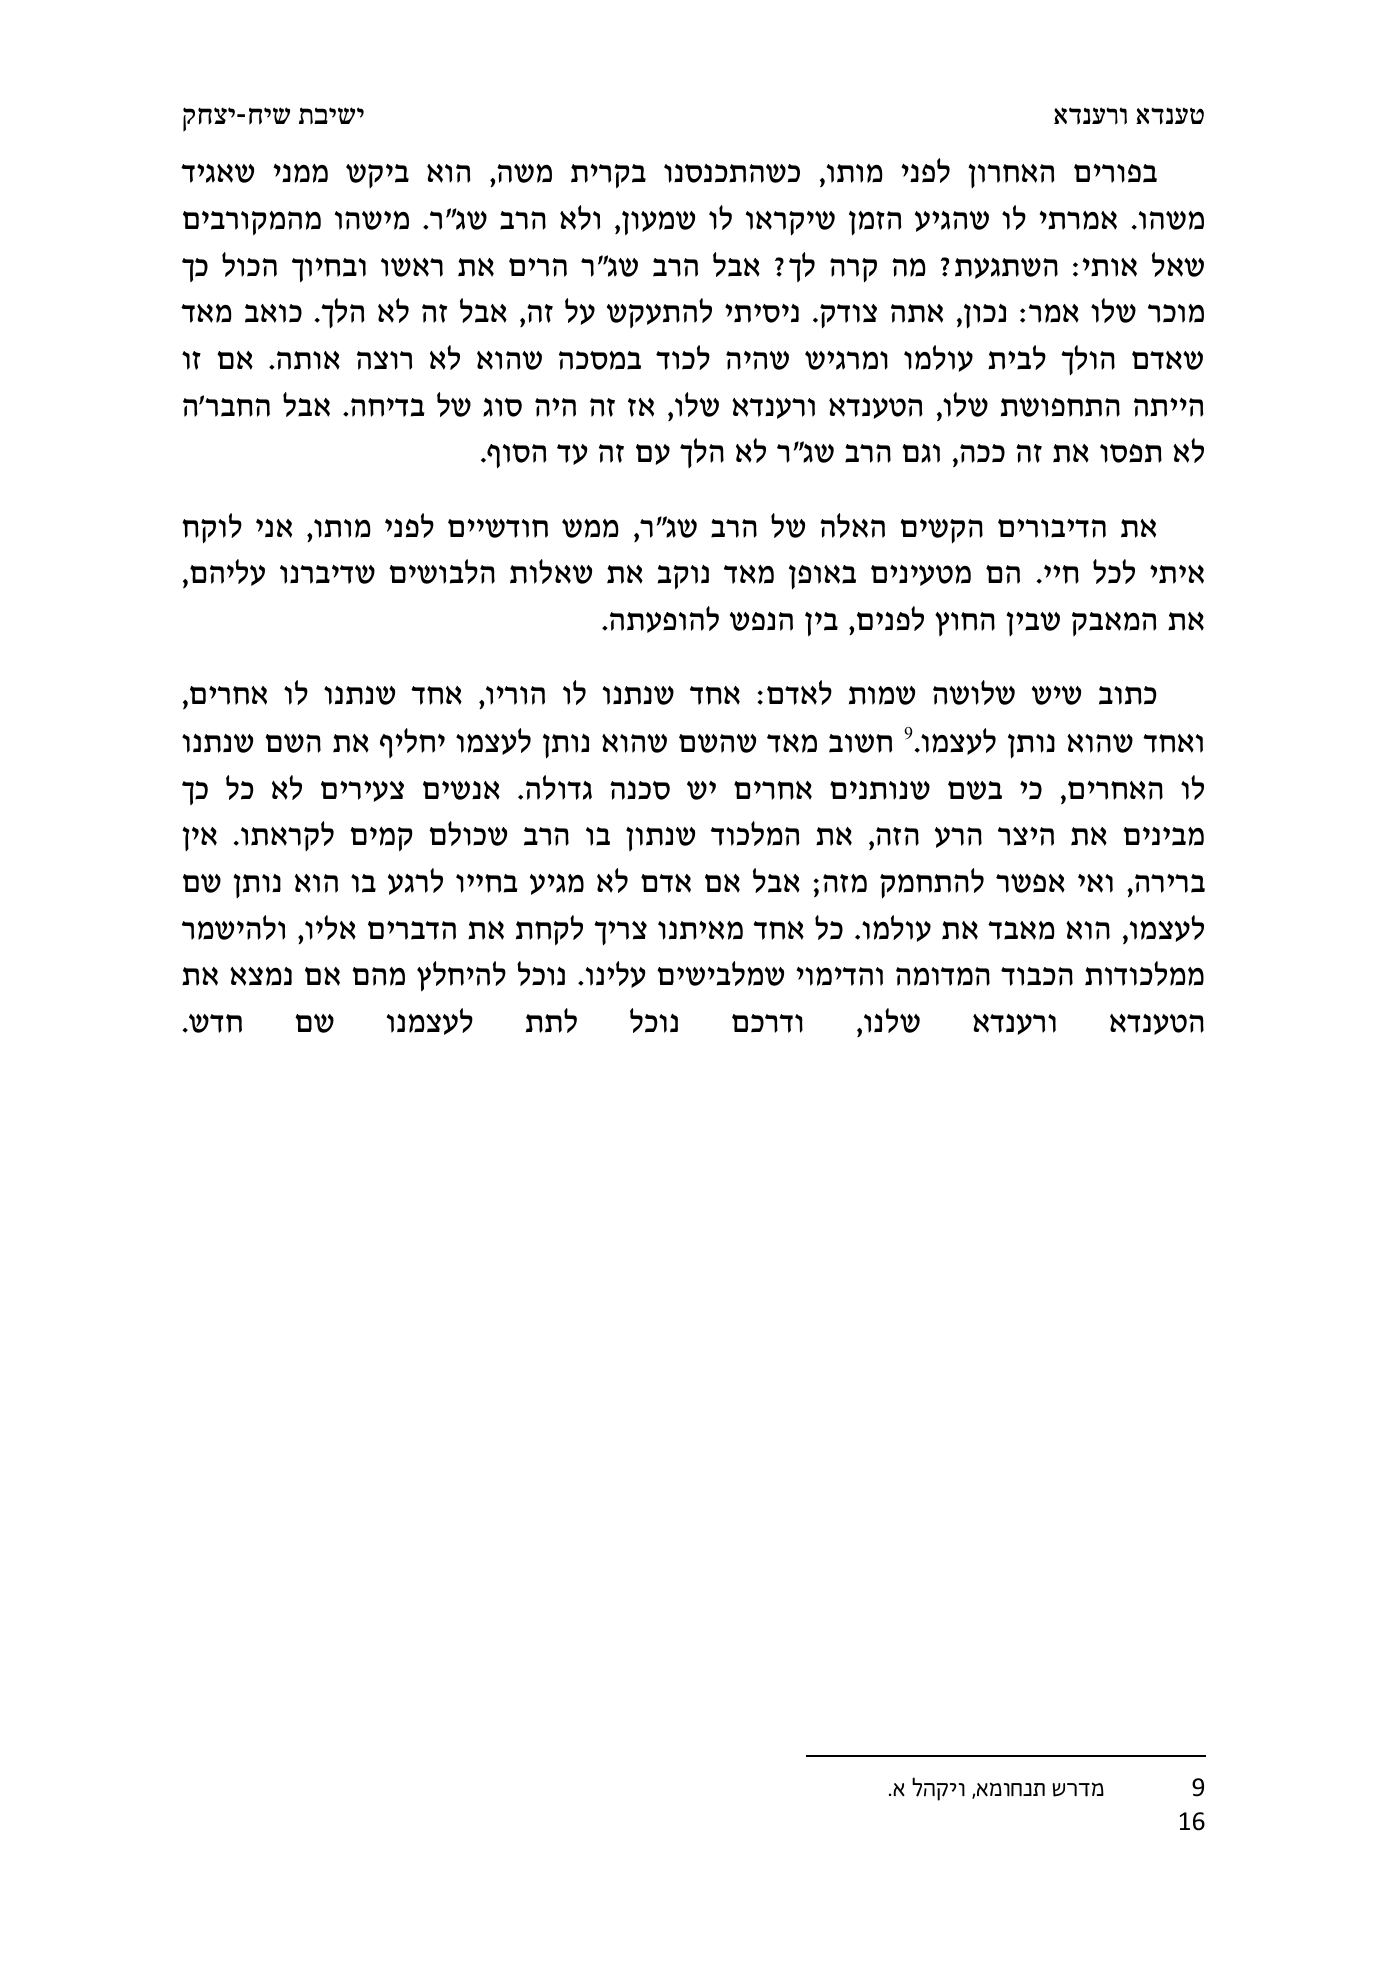 טענדא ורענדא ישיבת שיח-יצחק
בפורים האחרון לפני מותו, כשהתכנסנו בקרית משה, הוא ביקש ממני שאגיד
משהו. אמרתי לו שהגיע הזמן שיקראו לו שמעון, ולא הרב שג"ר. מישהו מהמקורבים
שאל אותי: השתגעת? מה קרה לך? אבל הרב שג"ר הרים את ראשו ובחיוך הכול כך
מוכר שלו אמר: נכון, אתה צודק. ניסיתי להתעקש על זה, אבל זה לא הלך. כואב מאד
שאדם הולך לבית עולמו ומרגיש שהיה לכוד במסכה שהוא לא רוצה אותה. אם זו
הייתה התחפושת שלו, הטענדא ורענדא שלו, אז זה היה סוג של בדיחה. אבל החבר'ה
לא תפסו את זה ככה, וגם הרב שג"ר לא הלך עם זה עד הסוף.
את הדיבורים הקשים האלה של הרב שג"ר, ממש חודשיים לפני מותו, אני לוקח
איתי לכל חיי. הם מטעינים באופן מאד נוקב את שאלות הלבושים שדיברנו עליהם,
את המאבק שבין החוץ לפנים, בין הנפש להופעתה.
כתוב שיש שלושה שמות לאדם: אחד שנתנו לו הוריו, אחד שנתנו לו אחרים,
ואחד שהוא נותן לעצמו.9 חשוב מאד שהשם שהוא נותן לעצמו יחליף את השם שנתנו
לו האחרים, כי בשם שנותנים אחרים יש סכנה גדולה. אנשים צעירים לא כל כך
מבינים את היצר הרע הזה, את המלכוד שנתון בו הרב שכולם קמים לקראתו. אין
ברירה, ואי אפשר להתחמק מזה; אבל אם אדם לא מגיע בחייו לרגע בו הוא נותן שם
לעצמו, הוא מאבד את עולמו. כל אחד מאיתנו צריך לקחת את הדברים אליו, ולהישמר
ממלכודות הכבוד המדומה והדימוי שמלבישים עלינו. נוכל להיחלץ מהם אם נמצא את
הטענדא ורענדא שלנו, ודרכם נוכל לתת לעצמנו שם חדש.
9 מדרש תנחומא, ויקהל א.
16